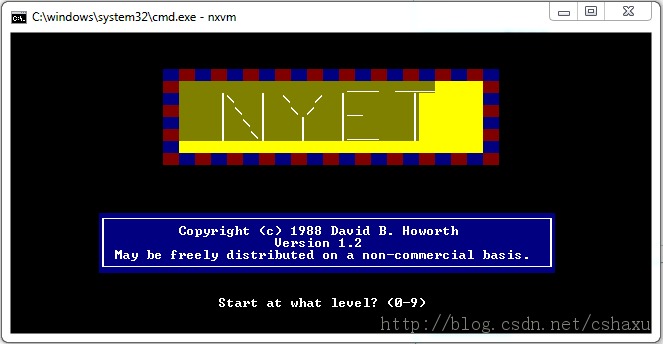 C:\windows\system32\cmd.exe - nxvm
NYET
Copyright (c) 1988 David B. Howorth
Version 1.2
May be freely distributed on a non-commercial basis.
Start at what level? (0-9)
http://blog.csdn.net/cshaxu